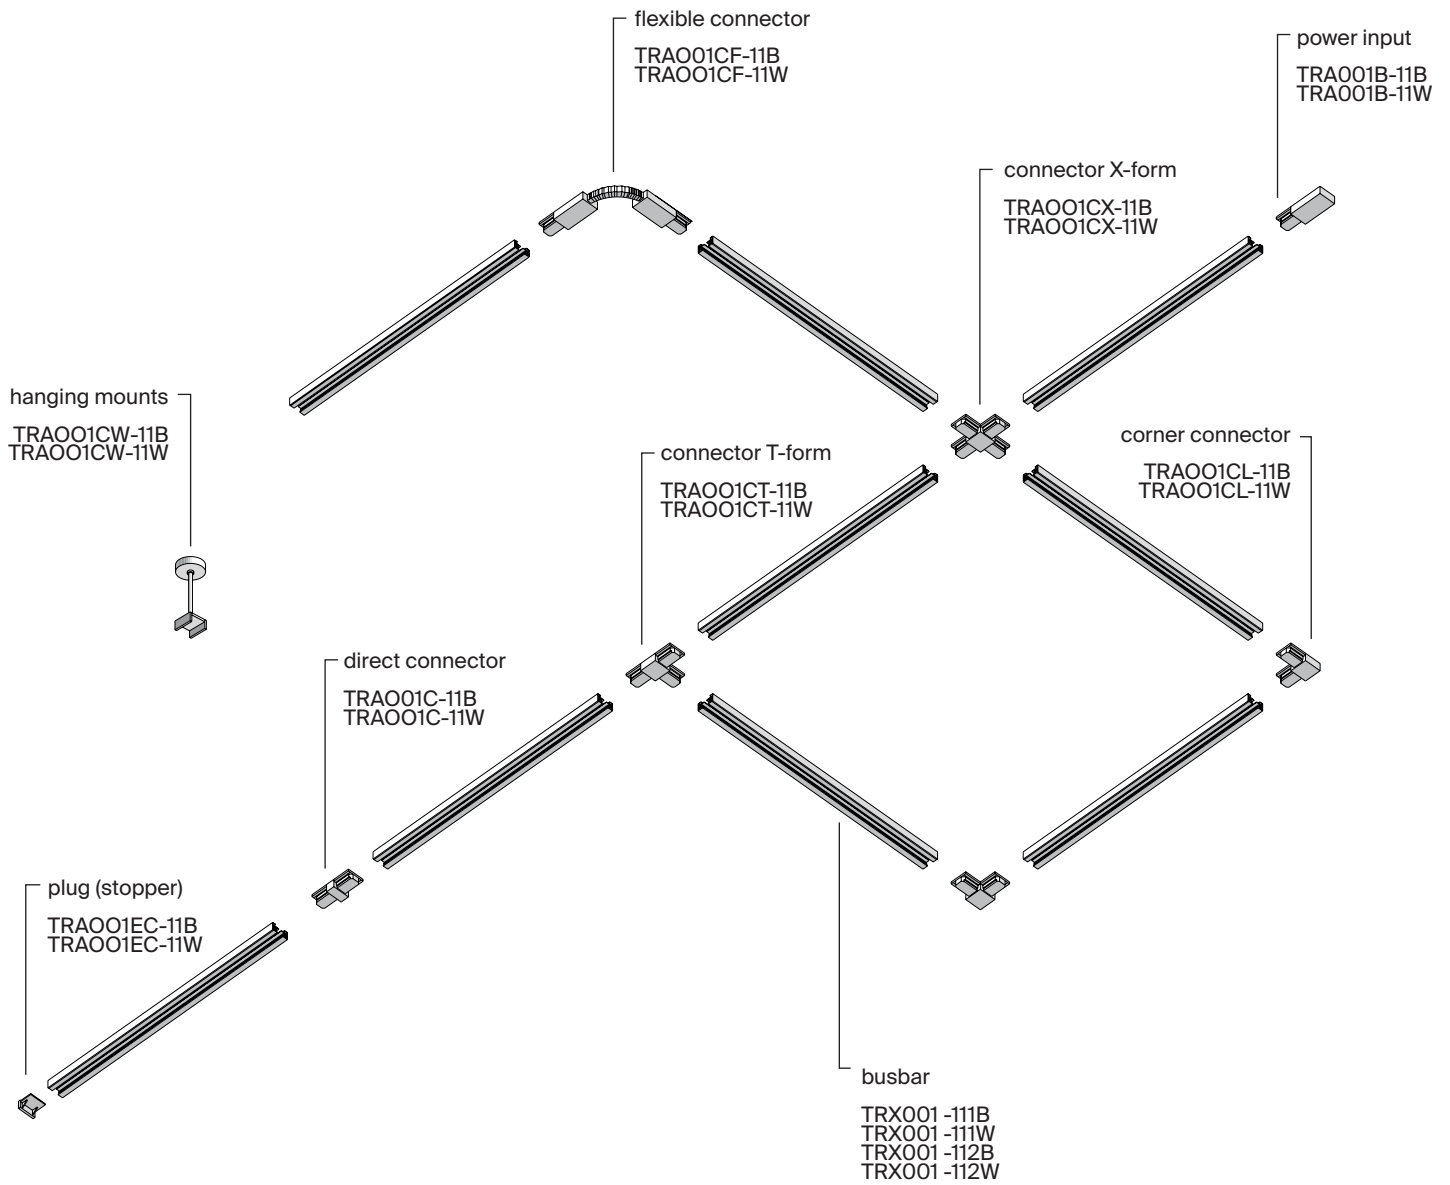 flexible connector
TRAO01CF-11B
TRAOO1CF-11W
power input
TRA001B-11B
TRA001B-11W
connector X-form
TRAOO1CX-11B
TRAOO1CX-11W
hanging mounts
TRAOO1CW-11B
TRAOO1CW-11W
connector T-form
TRAOO1CT-11B
TRAOO1CT-11W
corner connector
TRAOO1CL-11B
TRAOO1CL-11W
direct connector
TRAO01C-11B
TRAOO1C-11W
plug (stopper)
TRAOO1EC-11B
TRAOO1EC-11W
busbar
TRX001 -111B
TRX001 -111W
TRX001 -112B
TRX001 -112W